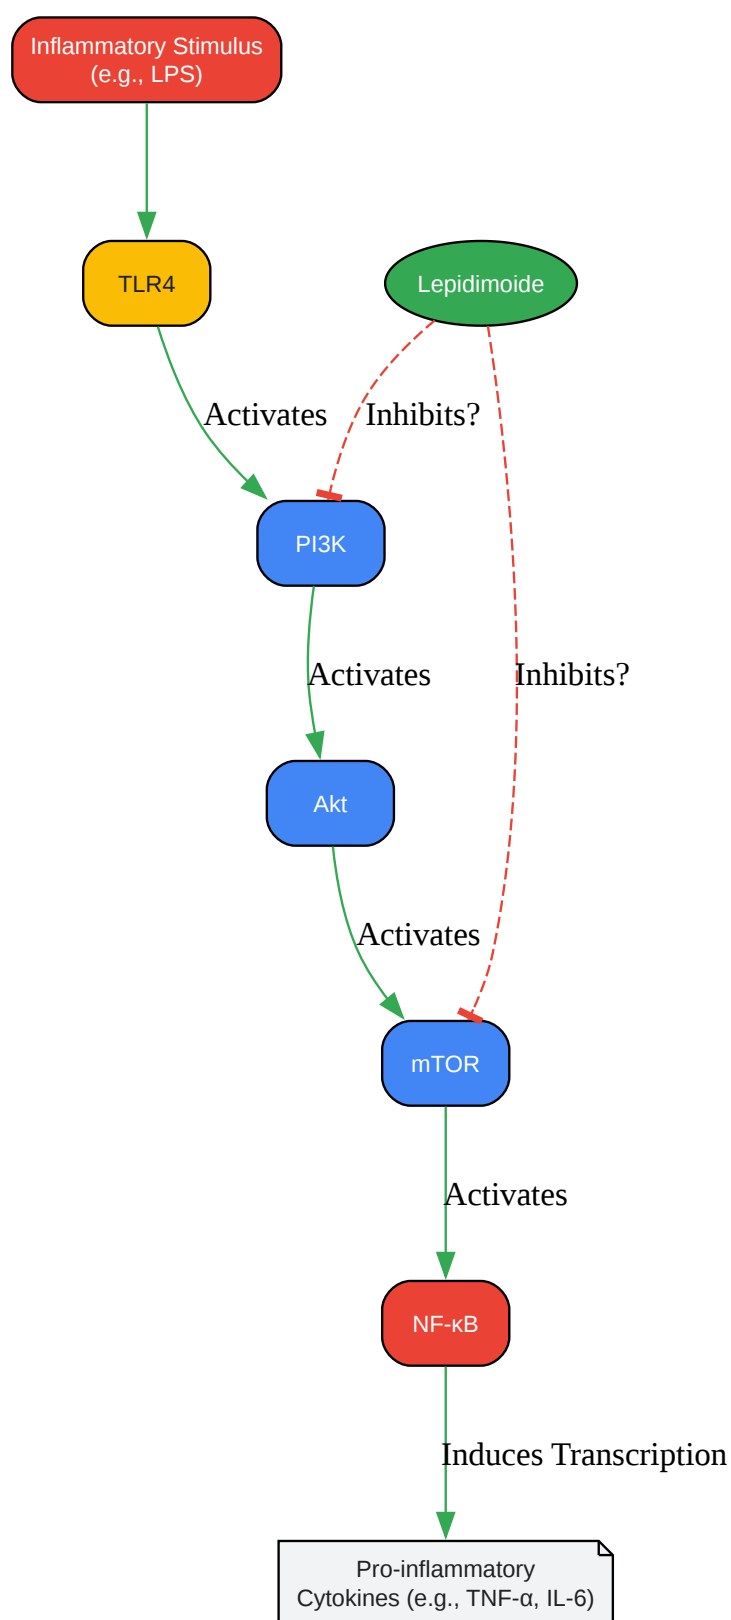 Inflammatory Stimulus
(e.g., LPS)
TLR4
Lepidimoide
Activates
Inhibits?
PI3K
Activates
Inhibits?
Akt
Activates
mTOR
Activates
NF-κB
Induces Transcription
Pro-inflammatory
Cytokines (e.g., TNF-α, IL-6)